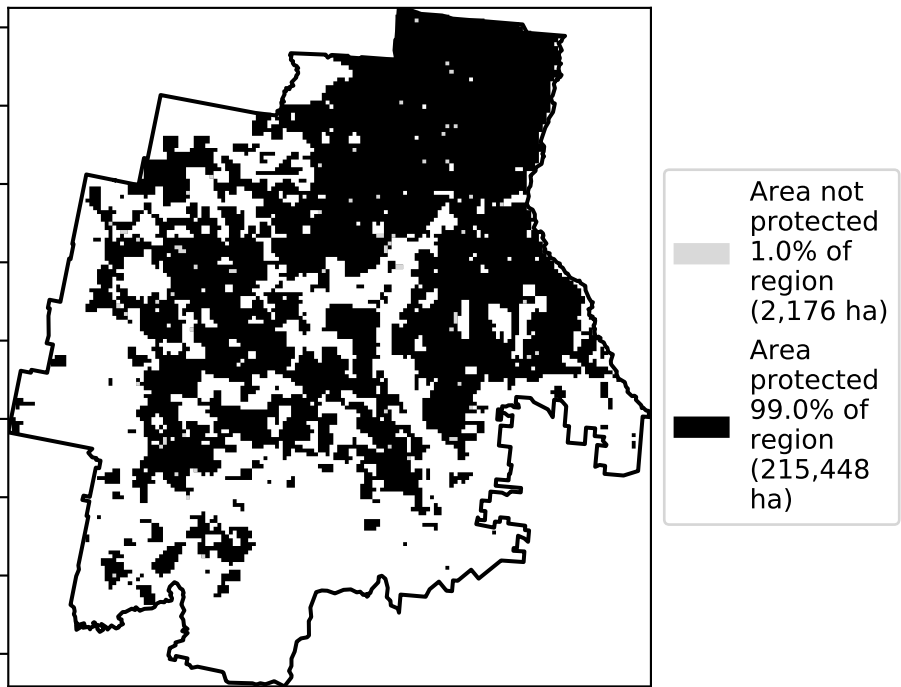 Area not
protected
1.0% of
region
(2,176 ha)
Area
protected
99.0% of
region
(215,448
ha)